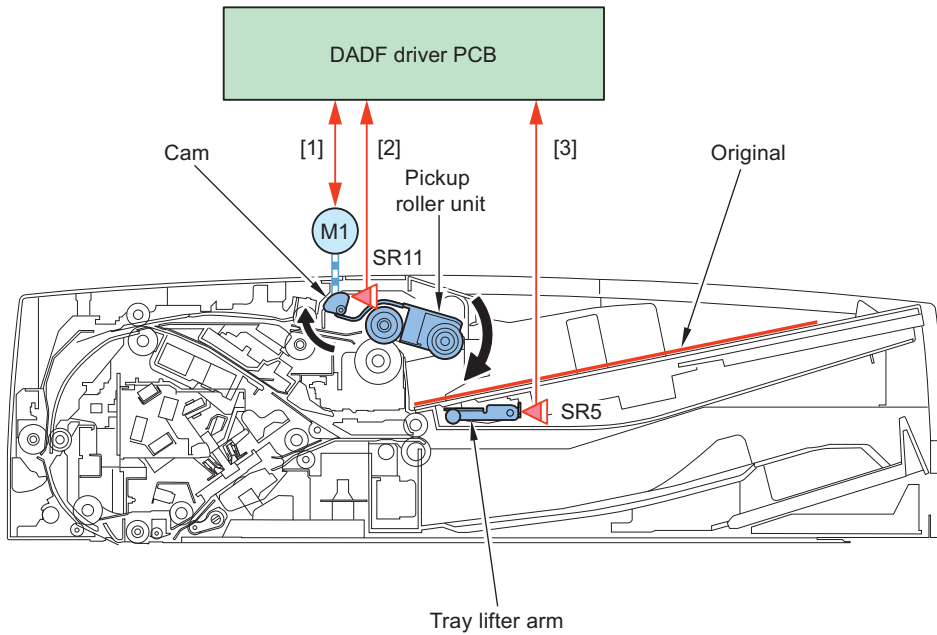 DADF driver PCB
[1]
[2]
[3]
Cam
Pickup
roller unit
Original
M1
SR11
SR5
Tray lifter arm